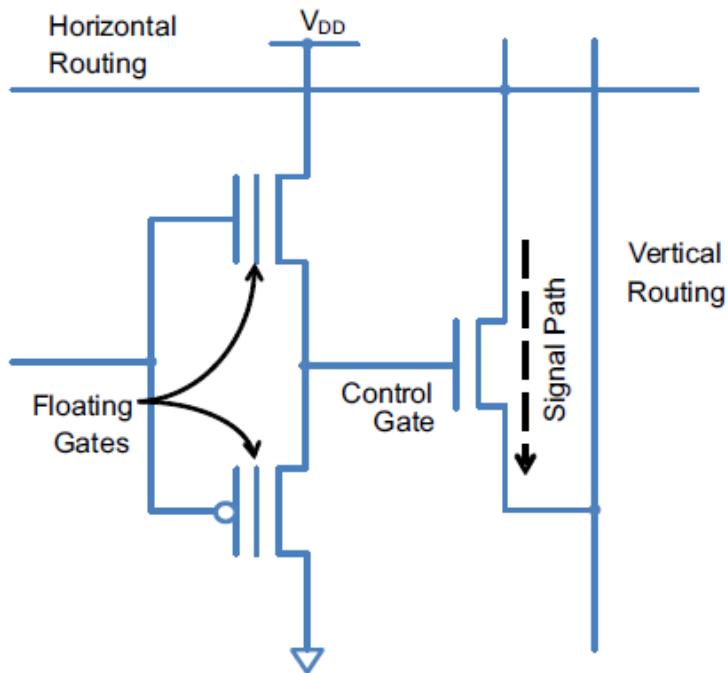 Horizontal
Routing
VDD
Vertical
Routing
Signal Path
Floating
Gates
Control
Gate